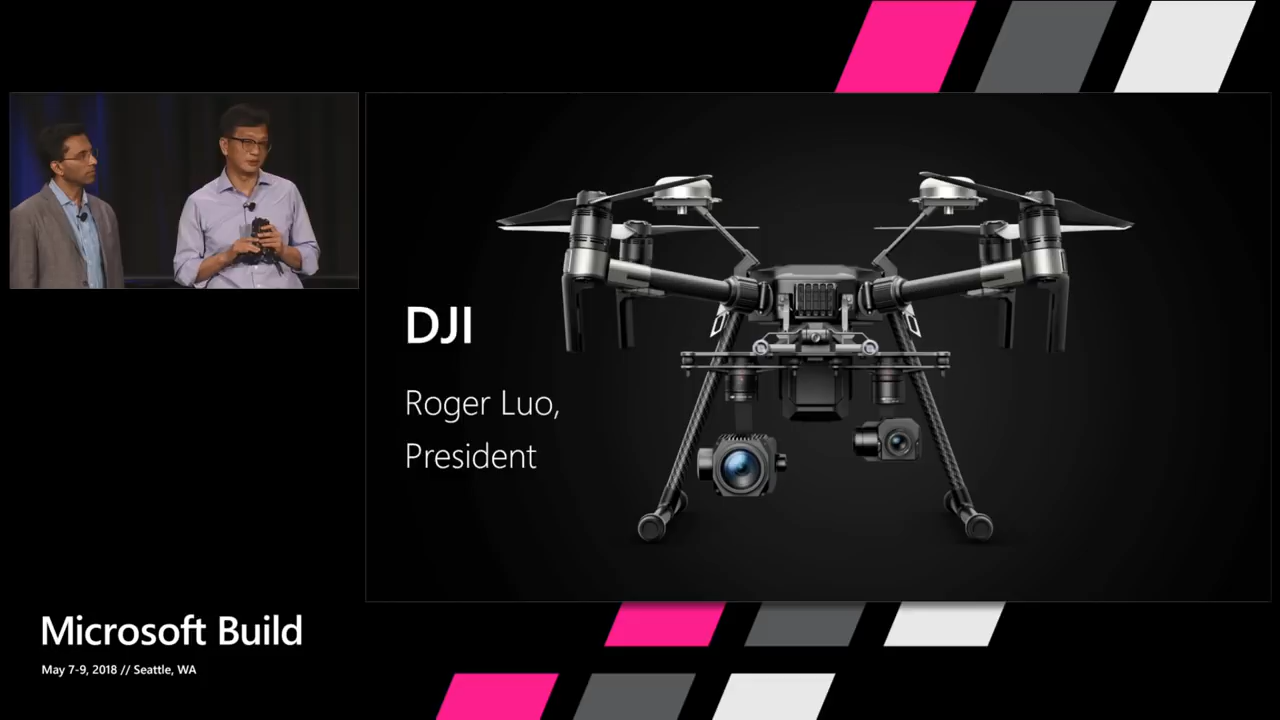 DJI
Roger Luo,
President
Microsoft Build
May 7-9, 2018 // Seattle, WA